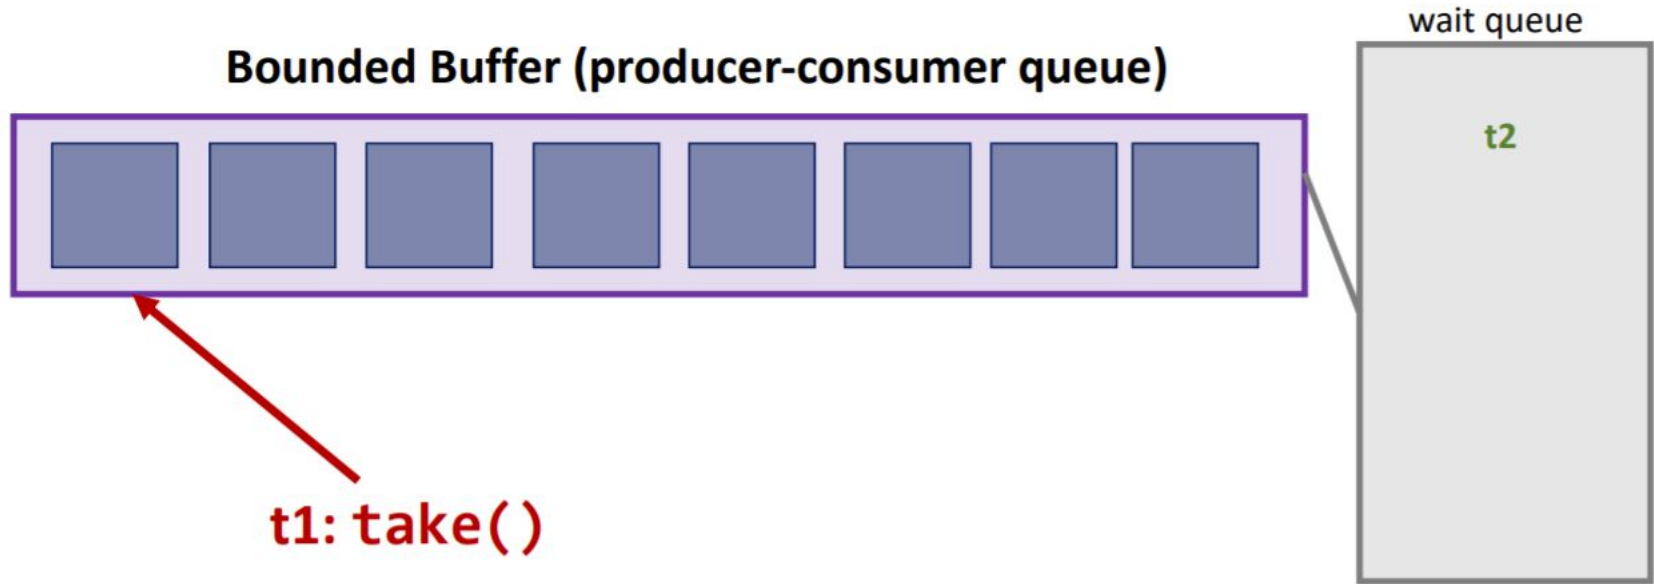 wait queue
Bounded Buffer (producer-consumer queue)
t2
t1: take()